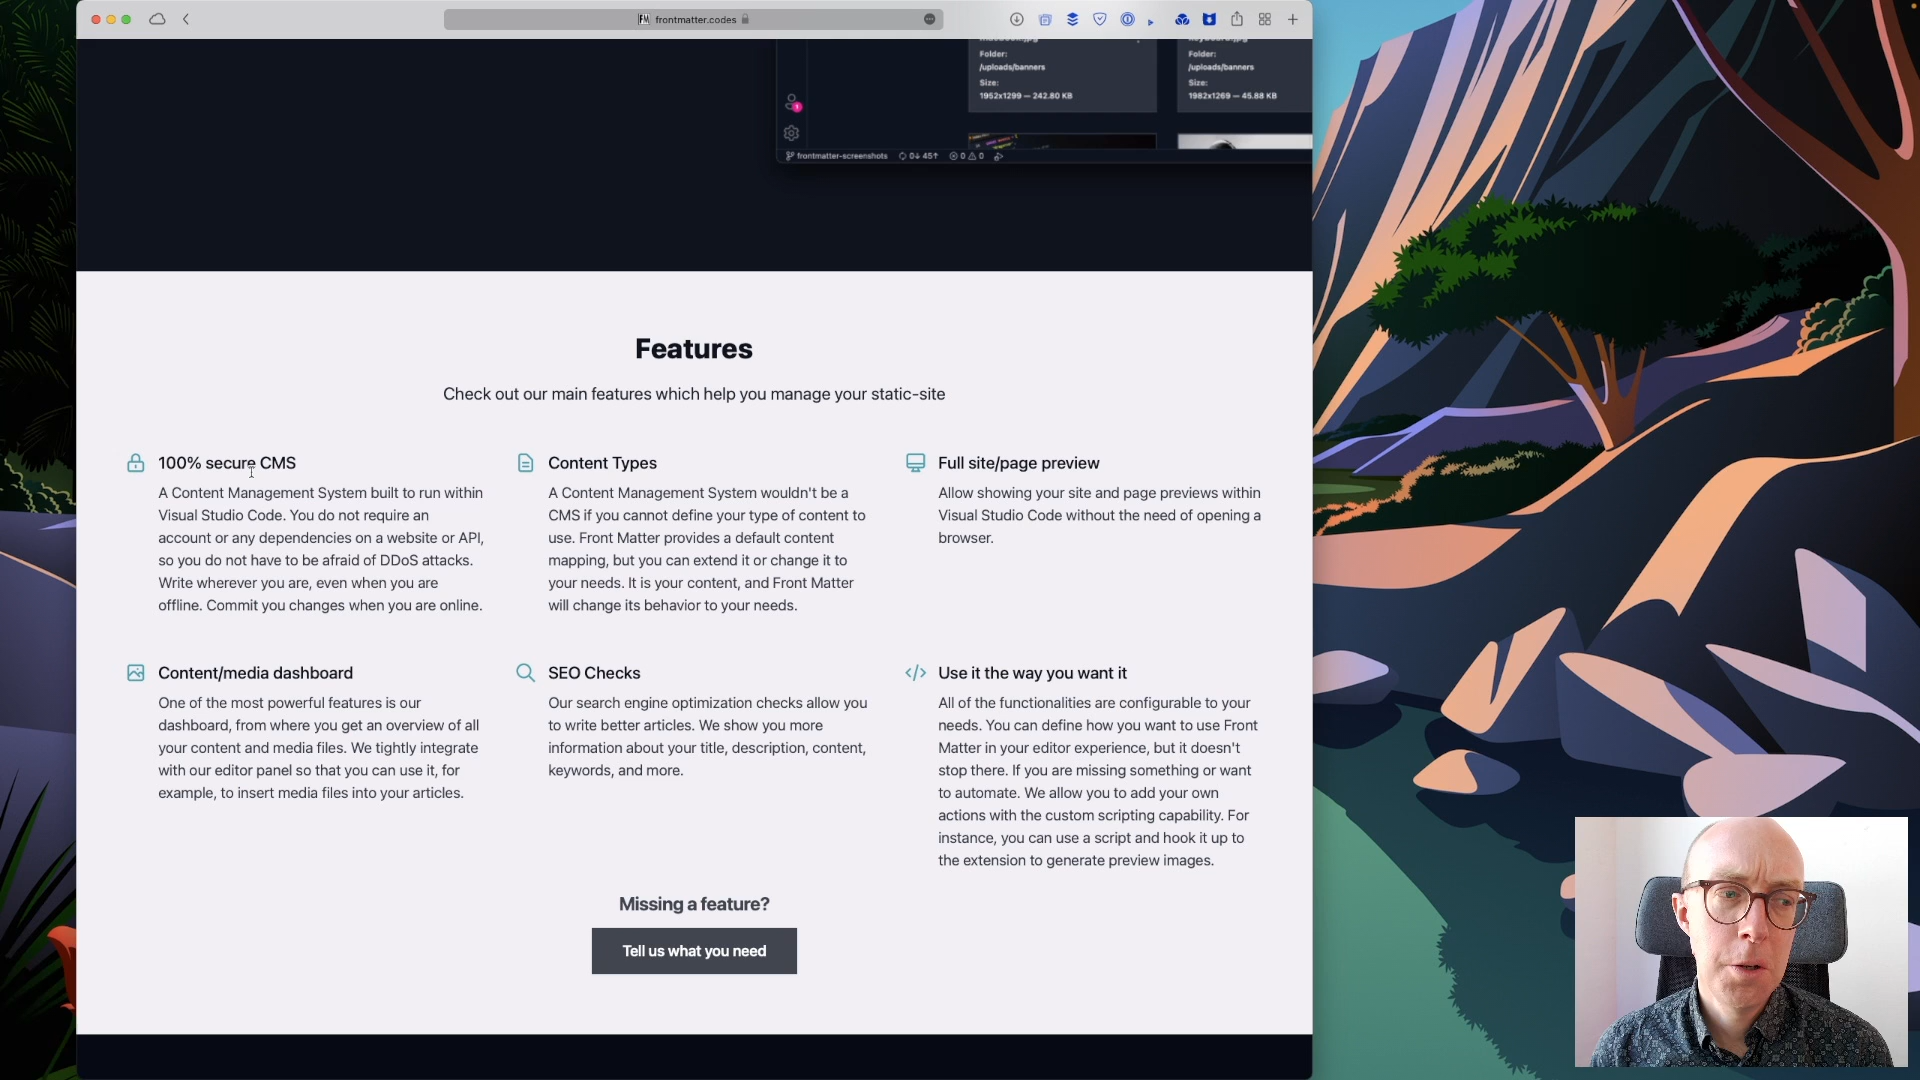 FM frontmatter.codes
Folder:
/uploads/banners
Size:
1952x1299 — 242.80 KB
Folder:
/uploads/banners
Size:
1982x1269 — 45.88 KB
1
frontmatter-screenshots 0↓ 45↑ 0 0
Features
Check out our main features which help you manage your static-site
100% secure CMS
A Content Management System built to run within
Visual Studio Code. You do not require an
account or any dependencies on a website or API,
so you do not have to be afraid of DDoS attacks.
Write wherever you are, even when you are
offline. Commit you changes when you are online.
Content Types
A Content Management System wouldn't be a
CMS if you cannot define your type of content to
use. Front Matter provides a default content
mapping, but you can extend it or change it to
your needs. It is your content, and Front Matter
will change its behavior to your needs.
Full site/page preview
Allow showing your site and page previews within
Visual Studio Code without the need of opening a
browser.
Content/media dashboard
One of the most powerful features is our
dashboard, from where you get an overview of all
your content and media files. We tightly integrate
with our editor panel so that you can use it, for
example, to insert media files into your articles.
SEO Checks
Our search engine optimization checks allow you
to write better articles. We show you more
information about your title, description, content,
keywords, and more.
Use it the way you want it
All of the functionalities are configurable to your
needs. You can define how you want to use Front
Matter in your editor experience, but it doesn't
stop there. If you are missing something or want
to automate. We allow you to add your own
actions with the custom scripting capability. For
instance, you can use a script and hook it up to
the extension to generate preview images.
Missing a feature?
Tell us what you need